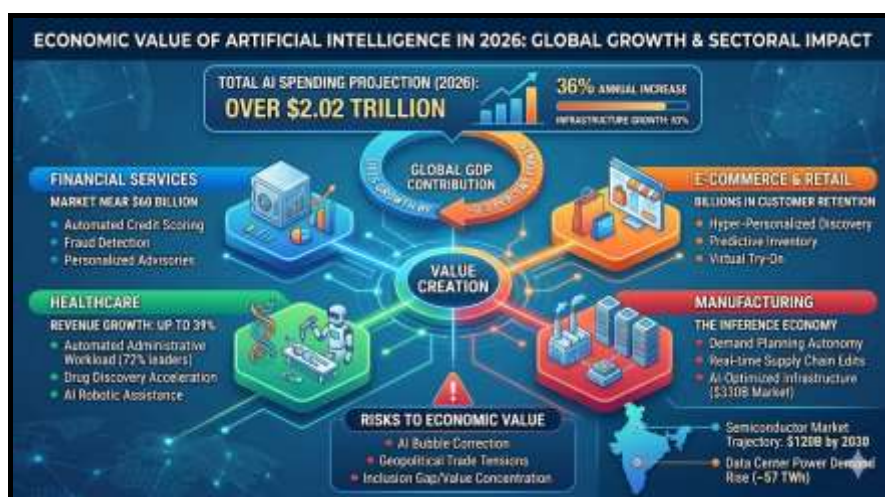 ECONOMIC VALUE OF ARTIFICIAL INTELLIGENCE IN 2026: GLOBAL GROWTH & SECTORAL IMPACT
TOTAL AI SPENDING PROJECTION (2026):
OVER $2.02 TRILLION
36% ANNUAL INCREASE
INFRASTRUCTURE GROWTH:
GLOBAL GDP
CONTRIBUTION
FINANCIAL SERVICES
MARKET NEAR $60 BILLION
Automated Credit Scoring
Fraud Detection
Personalized Advisories
E-COMMERCE & RETAIL
BILLIONS IN CUSTOMER RETENTION
Hyper-Personalized Discovery
Predictive Inventory
Virtual Try-On
VALUE
CREATION
HEALTHCARE
REVENUE GROWTH: UP TO 39%
Automated Administrative
Workload (72% leaders)
Drug Discovery Acceleration
AI Robotic Assistance
MANUFACTURING
THE INFERENCE ECONOMY
Demand Planning Autonomy
Real-time Supply Chain Edits
AI-Optimized Infrastructure
($330B Market)
RISKS TO ECONOMIC VALUE
AI Bubble Correction
Geopolitical Trade Tensions
Inclusion Gap/Value Concentration
Semiconductor Market
Trajectory: $120B by 2030
Data Center Power Demand
Rise (~57 TWh)